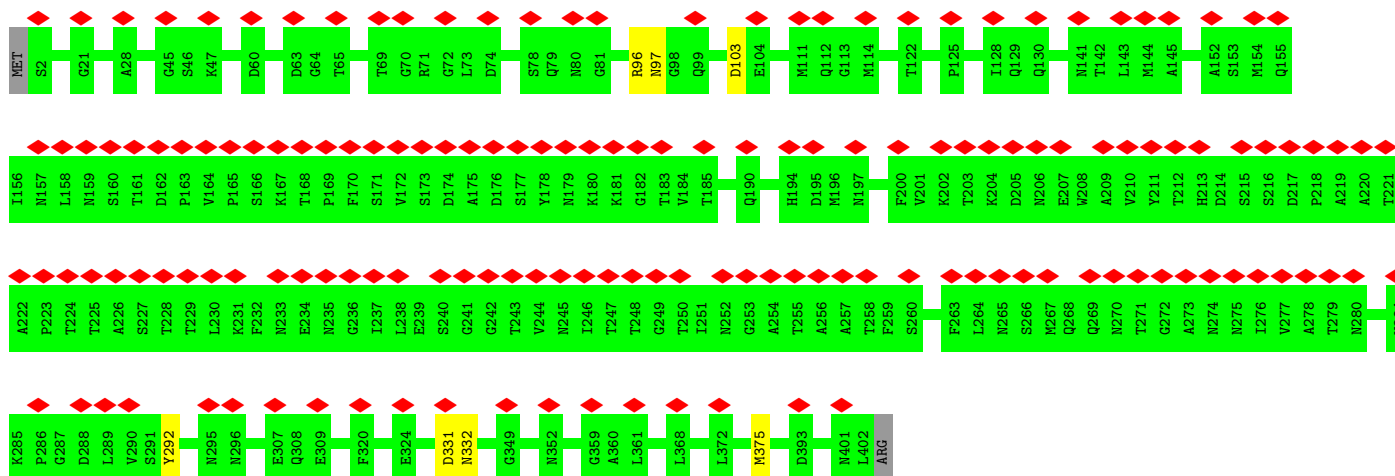 MET S2 G21 A28 G45 S46 K47 D60 D63 G64 T65 T69 G70 R71 G72 L73 D74 S78 Q79 N80 G81 R96 N97 G98 Q99 D103 E104 M111 Q112 G113 M114 T122 P125 I128 Q129 Q130 N141 T142 L143 M144 A145 A152 S153 M154 Q155
I156 N157 L158 N159 S160 T161 D162 P163 V164 P165 S166 K167 T168 P169 F170 S171 V172 S173 D174 A175 D176 S177 Y178 N179 K180 K181 G182 T183 V184 T185 Q190 H194 D195 M196 N197 F200 V201 K202 T203 K204 D205 N206 E207 W208 A209 V210 Y211 T212 H213 D214 S215 S216 D217 P218 A219 A220 T221
A222 P223 T224 T225 A226 S227 T228 T229 L230 K231 F232 N233 E234 N235 G236 I237 L238 E239 S240 G241 G242 T243 V244 N245 I246 T247 T248 G249 T250 I251 N252 G253 A254 T255 A256 A257 T258 F259 S260 F263 L264 N265 S266 M267 Q268 Q269 N270 T271 G272 A273 N274 N275 I276 V277 A278 T279 N280
K285 P286 G287 D288 L289 V290 S291 Y292 N295 N296 E307 Q308 E309 F320 E324 D331 N332 G349 N352 G359 A360 L361 L368 L372 M375 D393 N401 L402 ARG